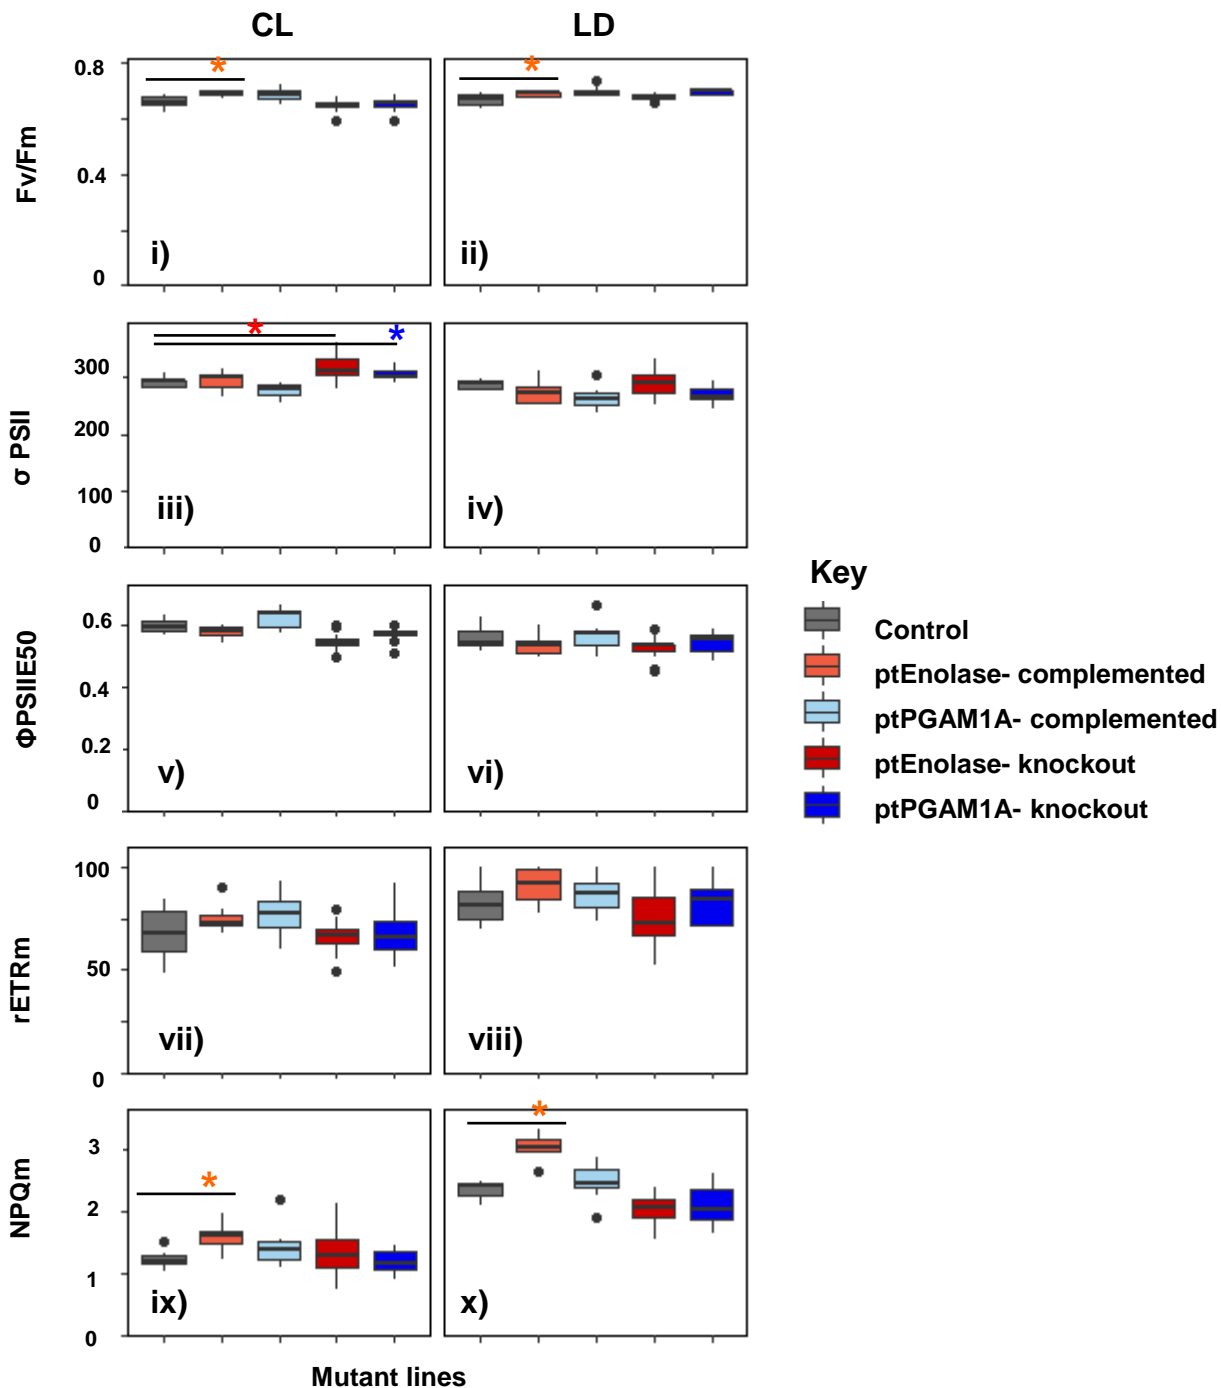 CL
LD
Fv/Fm
0.8
0.4
0
*
i)
*
ii)
σ PSII
300
200
100
0
*
*
iii)
iv)
ΦPSIIE50
0.6
0.4
0.2
0
v)
vi)
Key
Control
ptEnolase- complemented
ptPGAM1A- complemented
ptEnolase- knockout
ptPGAM1A- knockout
rETRm
100
50
0
vii)
viii)
NPQm
3
2
1
0
*
ix)
*
x)
Mutant lines